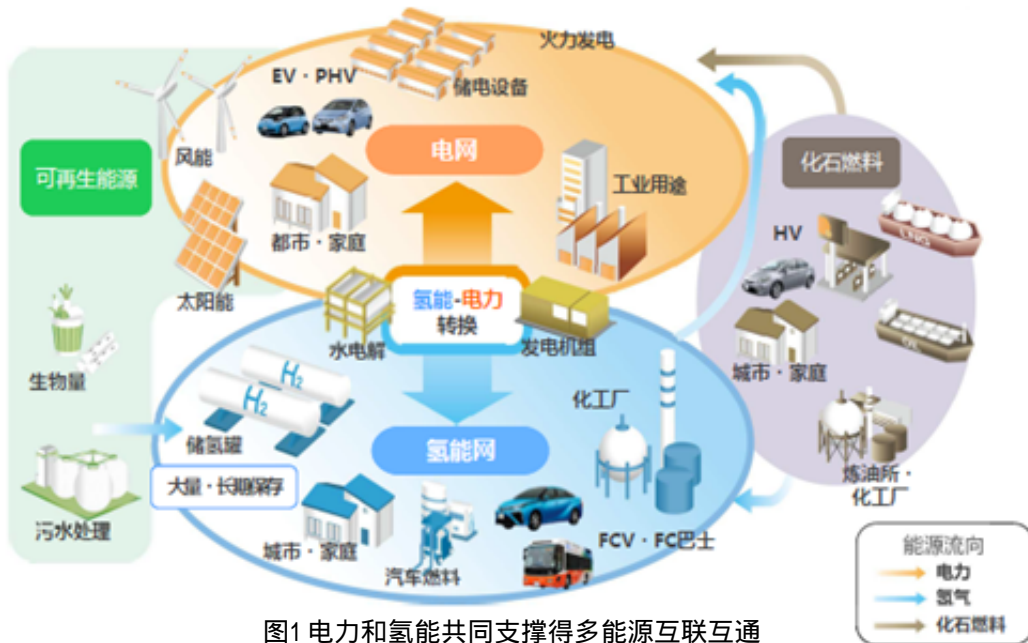 火力发电
EV・PHV
储电设备
风能
电网
可再生能源
化石燃料
工业用途
LNG
HV
都市・家庭
太阳能
氢能-电力
转换
水电解
发电机组
城市・家庭
生物量
H2
H2
化工厂
储氢罐
氢能网
大量・长期保存
炼油所・
化工厂
污水处理
城市・家庭
汽车燃料
FCV・FC巴士
能源流向
电力
氢气
化石燃料
图1 电力和氢能共同支撑得多能源互联互通